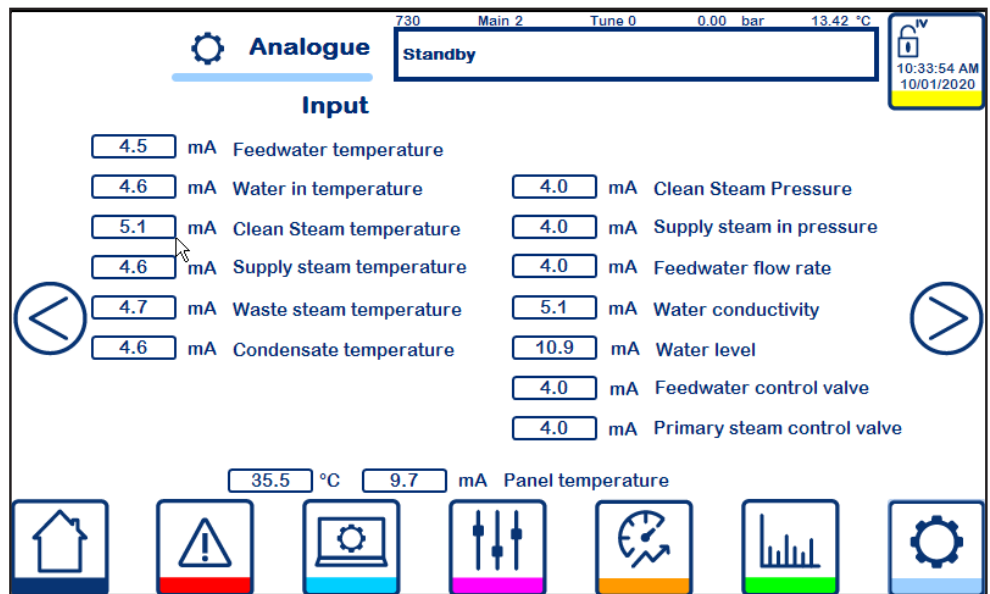 730 Main 2 Tune 0 0.00 bar 13.42 °C
Analogue
Standby
IV
10:33:54 AM
10/01/2020
Input
4.5 mA Feedwater temperature
4.6 mA Water in temperature
4.0 mA Clean Steam Pressure
5.1 mA Clean Steam temperature
4.0 mA Supply steam in pressure
4.6 mA Supply steam temperature
4.0 mA Feedwater flow rate
4.7 mA Waste steam temperature
5.1 mA Water conductivity
4.6 mA Condensate temperature
10.9 mA Water level
4.0 mA Feedwater control valve
4.0 mA Primary steam control valve
35.5 °C 9.7 mA Panel temperature